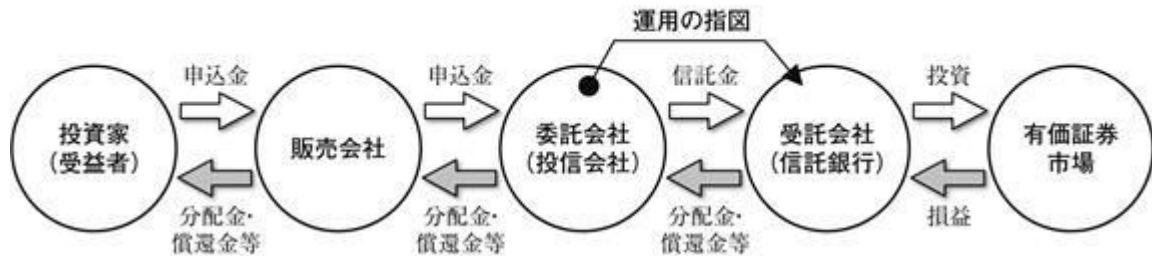 運用の指図
申込金
申込金
信託金
投資
投資家
（受益者）
販売会社
委託会社
（投信会社）
受託会社
（信託銀行）
有価証券
市場
分配金・
償還金等
分配金・
償還金等
分配金・
償還金等
損益